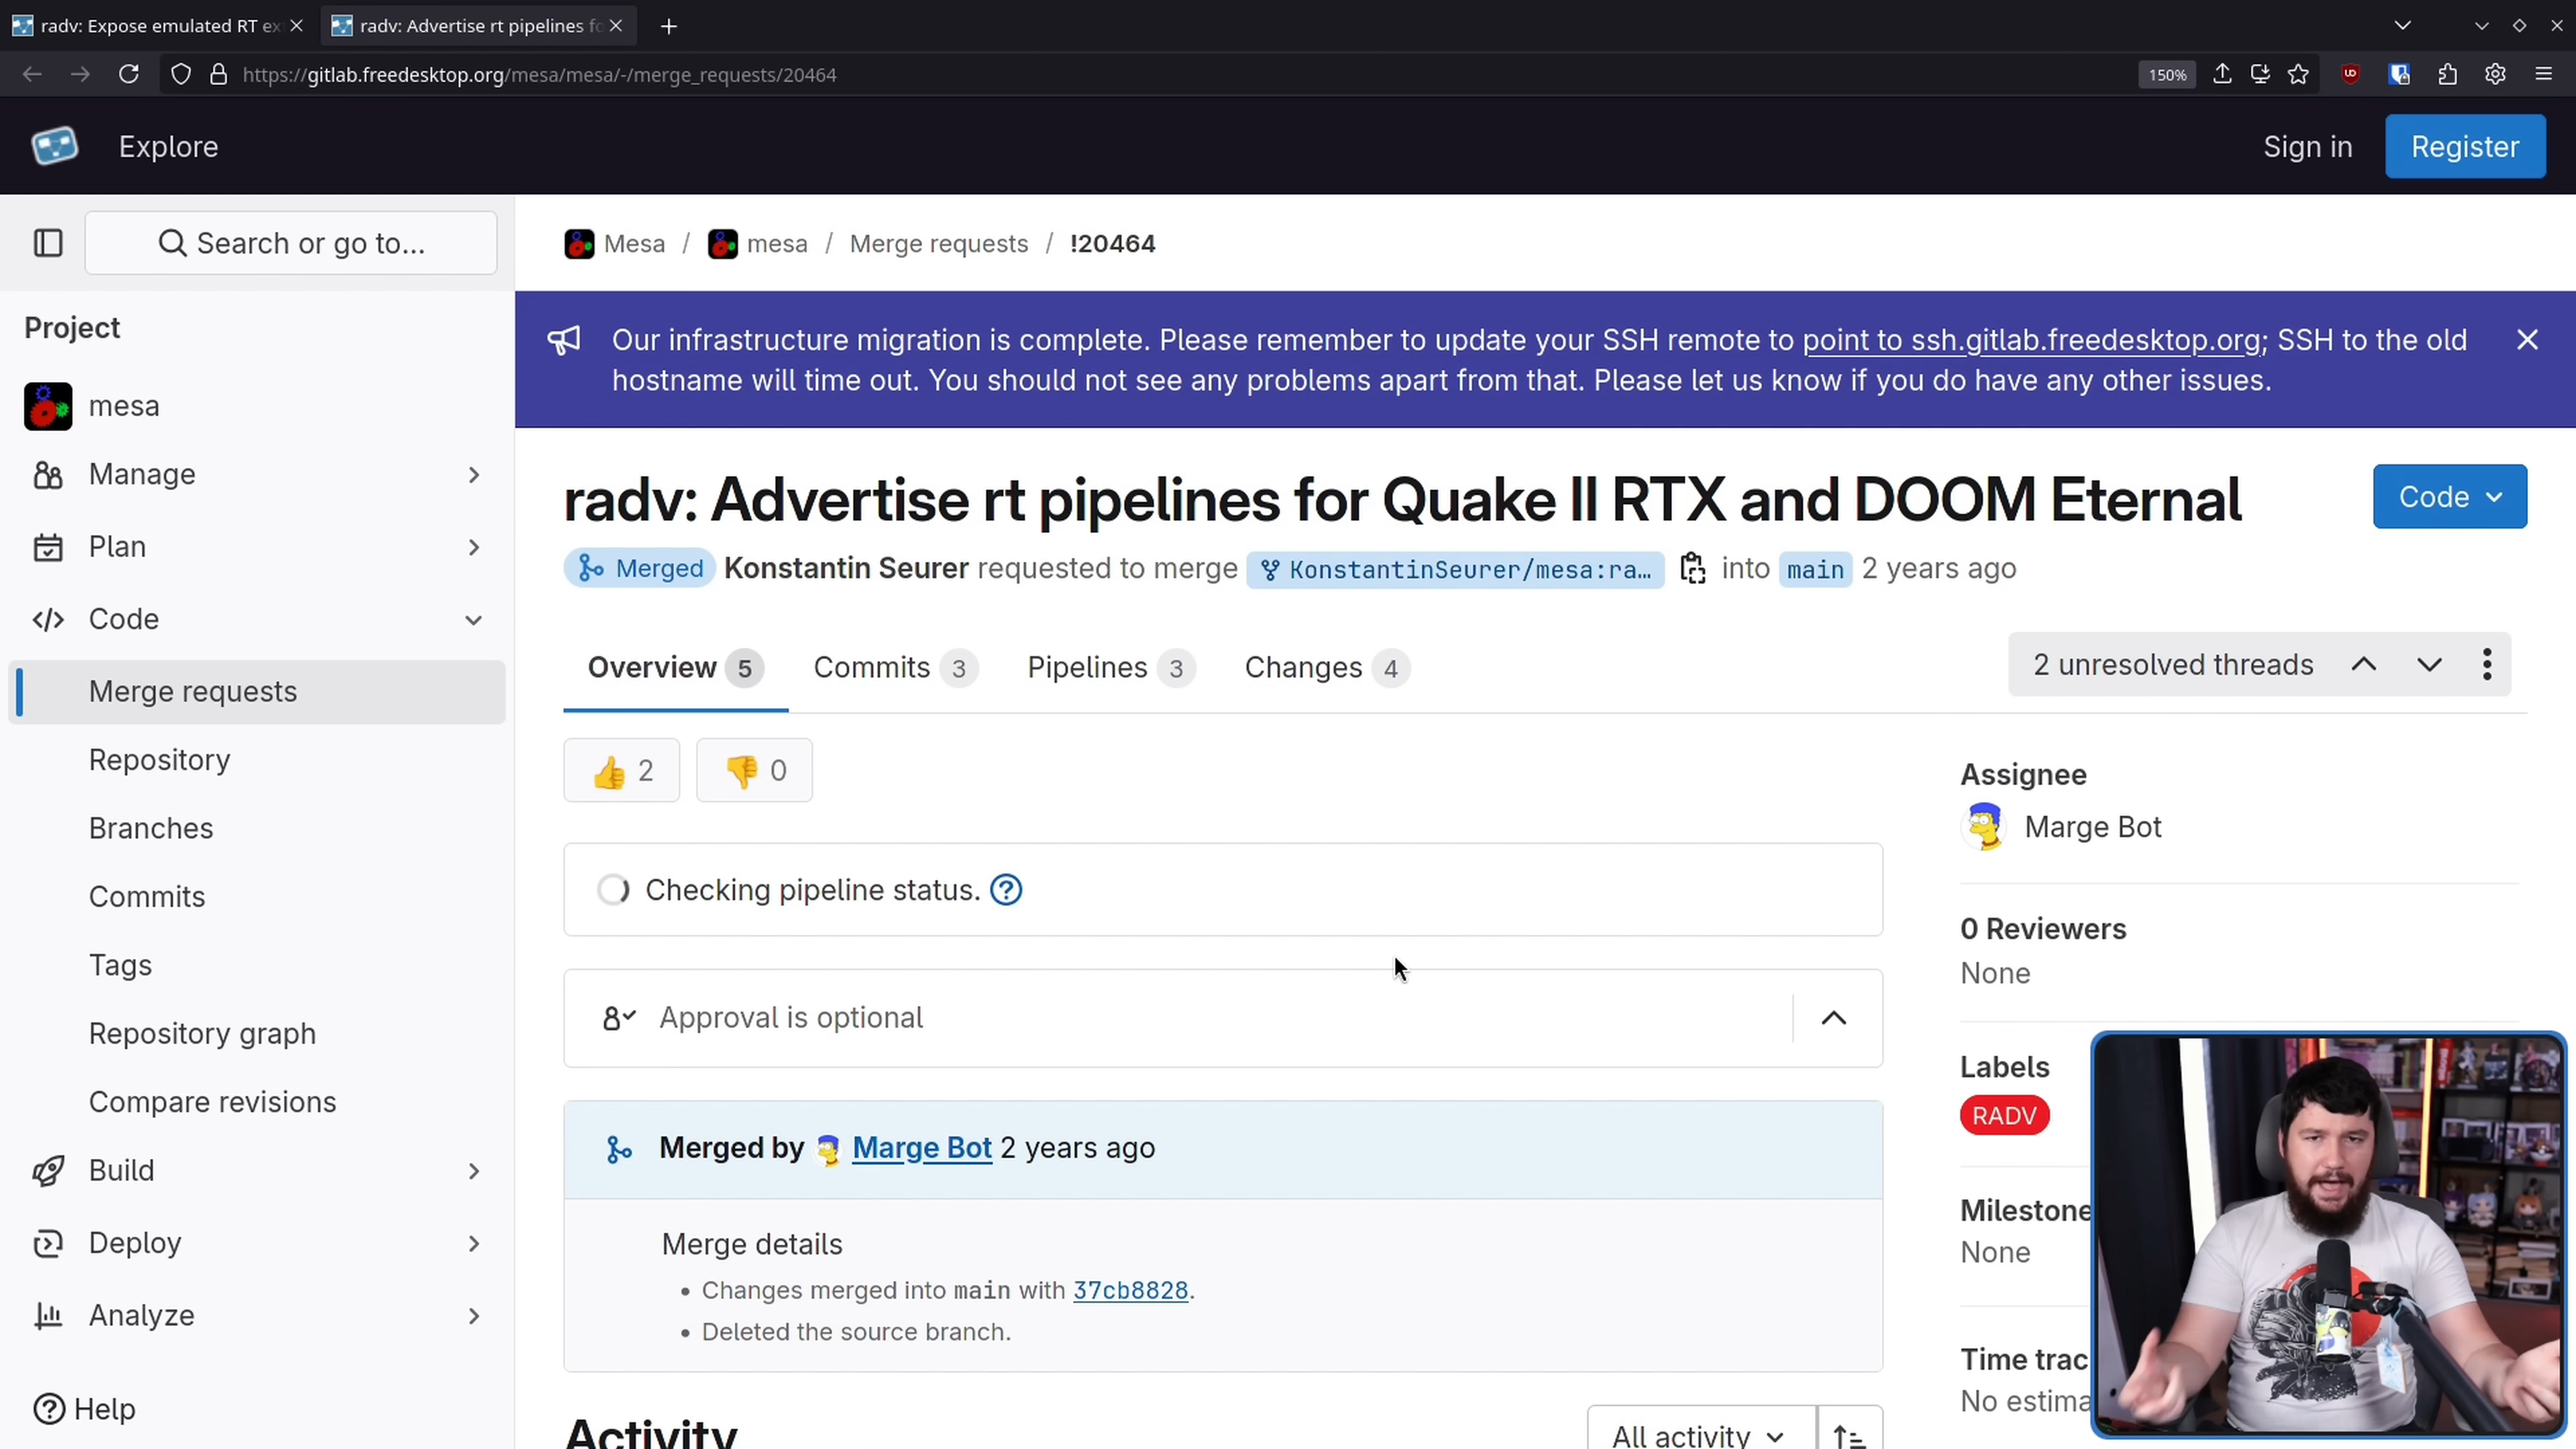 radv: Expose emulated RT ex
radv: Advertise rt pipelines fo
https://gitlab.freedesktop.org/mesa/mesa/-/merge_requests/20464
150%
Explore
Sign in
Register
Search or go to...
Mesa / mesa / Merge requests / !20464
Project
Our infrastructure migration is complete. Please remember to update your SSH remote to point to ssh.gitlab.freedesktop.org; SSH to the old
hostname will time out. You should not see any problems apart from that. Please let us know if you do have any other issues.
mesa
Manage
Plan
Code
Merge requests
Repository
Branches
Commits
Tags
Repository graph
Compare revisions
Build
Deploy
Analyze
Help
radv: Advertise rt pipelines for Quake II RTX and DOOM Eternal
Code
Merged Konstantin Seurer requested to merge KonstantinSeurer/mesa:ra… into main 2 years ago
Overview 5 Commits 3 Pipelines 3 Changes 4
2 unresolved threads
2
0
Checking pipeline status.
Approval is optional
Merged by Marge Bot 2 years ago
Merge details
Changes merged into main with 37cb8828.
Deleted the source branch.
Activity
All activity
Assignee
Marge Bot
0 Reviewers
None
Labels
RADV
Milestone
None
Time trac
No estima